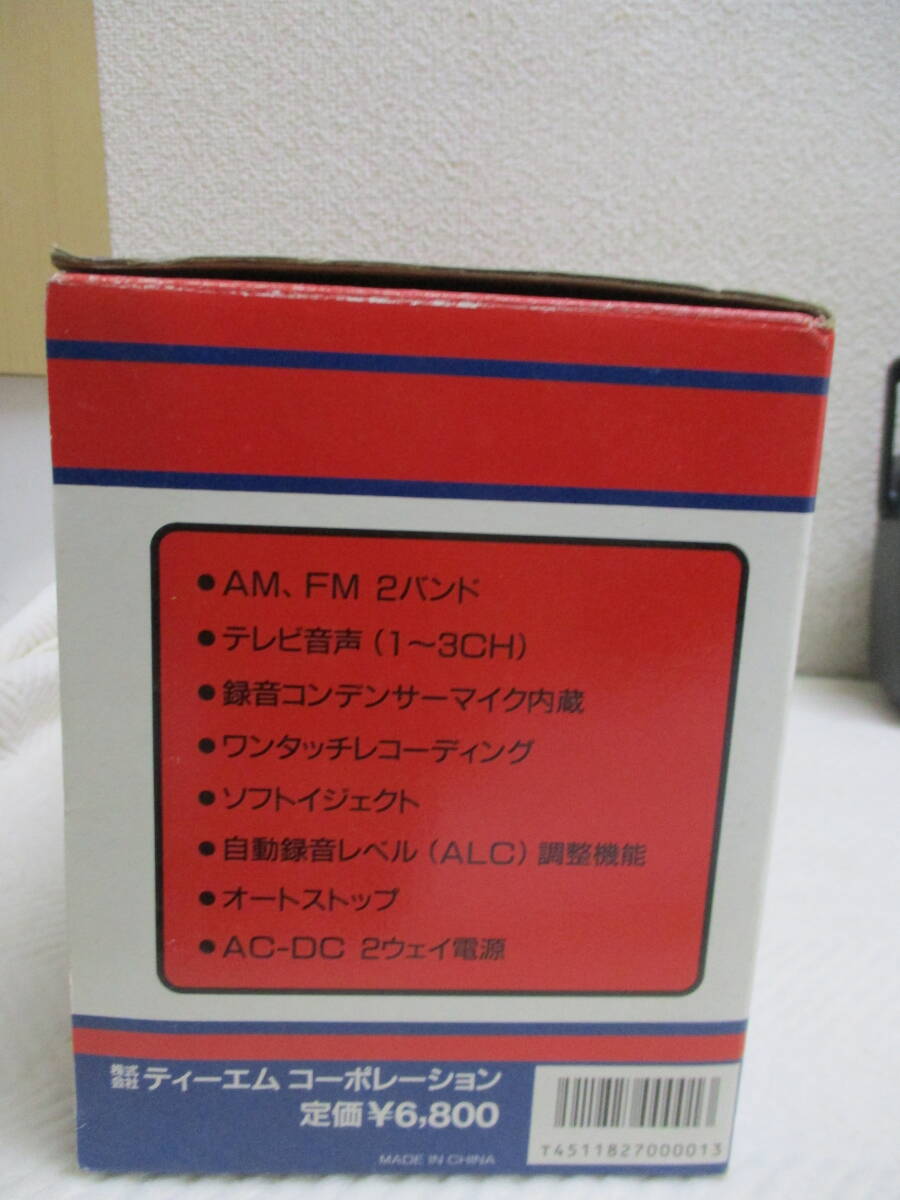 ●AM、FM 2バンド
●テレビ音声(1～3CH)
●録音コンデンサーマイク内蔵
●ワンタッチレコーディング
●ソフトイジェクト
●自動録音レベル(ALC)調整機能
●オートストップ
●AC-DC 2ウェイ電源
株式会社 ティーエム コーポレーション
定価¥6,800
MADE IN CHINA
T4511827000013